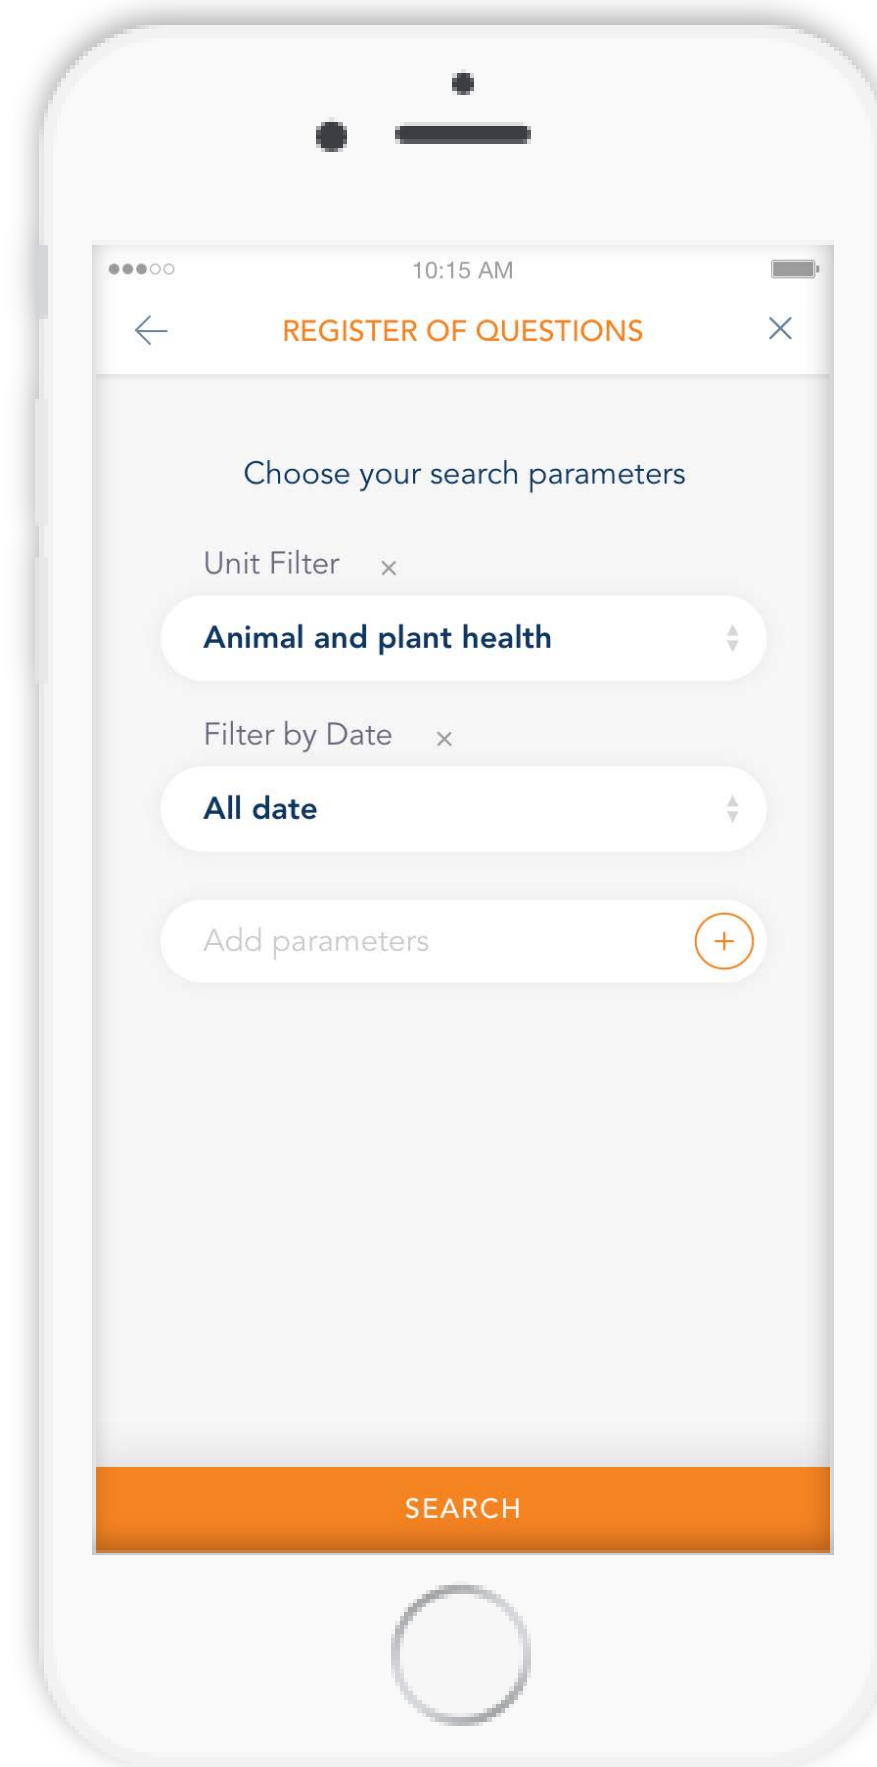 10:15 AM
REGISTER OF QUESTIONS
Choose your search parameters
Unit Filter ×
Animal and plant health
Filter by Date ×
All date
Add parameters +
SEARCH